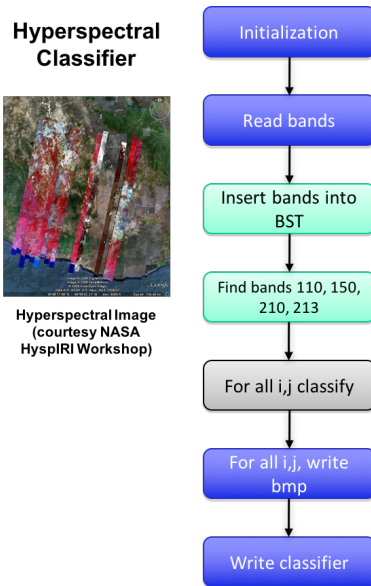 Hyperspectral
Classifier
Google
Hyperspectral Image
(courtesy NASA
HyspIRI Workshop)
Initialization
Read bands
Insert bands into
BST
Find bands 110, 150,
210, 213
For all i,j classify
For all i,j, write
bmp
Write classifier